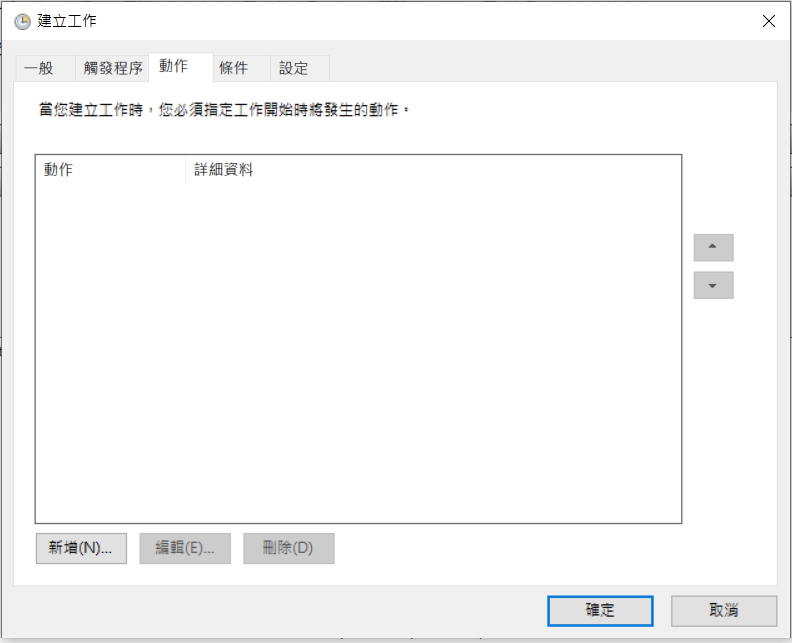 建立工作
一般 觸發程序 動作 條件 設定
當您建立工作時，您必須指定工作開始時將發生的動作。
動作 詳細資料
新增(N)... 編輯(E)... 刪除(D)
確定 取消